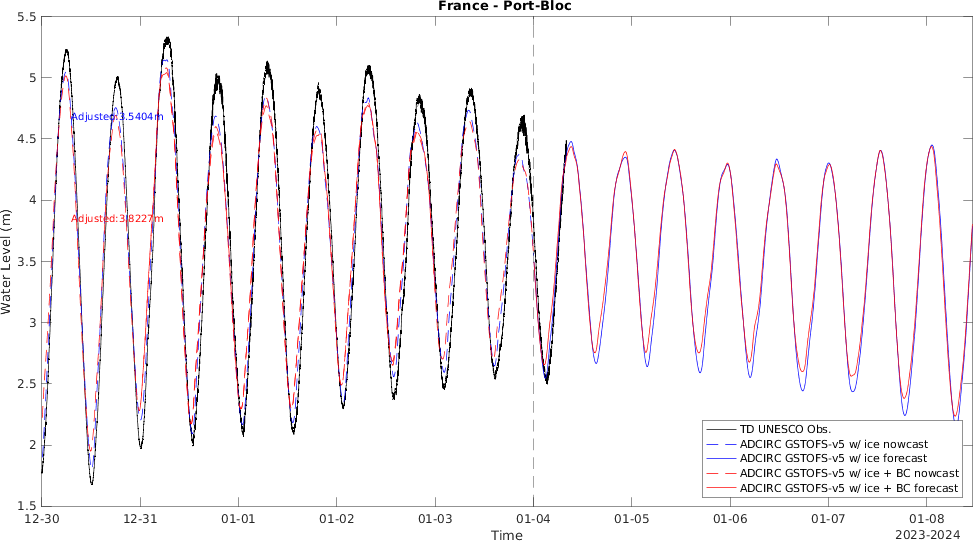 France - Port-Bloc
5.5
5
4.5
4
3.5
3
2.5
2
1.5
Water Level (m)
Adjusted:3.5404m
Adjusted:3.8227m
TD UNESCO Obs.
ADCIRC GSTOFS-v5 w/ ice nowcast
ADCIRC GSTOFS-v5 w/ ice forecast
ADCIRC GSTOFS-v5 w/ ice + BC nowcast
ADCIRC GSTOFS-v5 w/ ice + BC forecast
12-30 12-31 01-01 01-02 01-03 01-04 01-05 01-06 01-07 01-08
Time
2023-2024